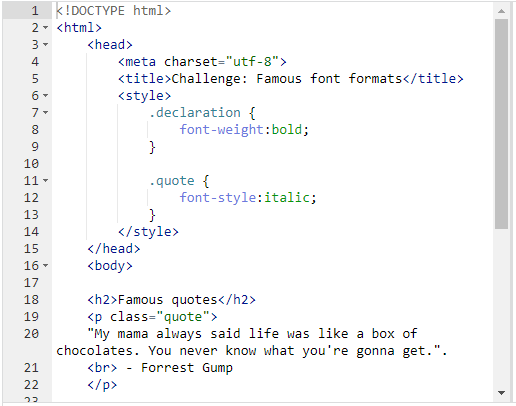 1 <!DOCTYPE html>
2 <html>
3 <head>
4 <meta charset="utf-8">
5 <title>Challenge: Famous font formats</title>
6 <style>
7 .declaration {
8 font-weight:bold;
9 }
10
11 .quote {
12 font-style:italic;
13 }
14 </style>
15 </head>
16 <body>
17
18 <h2>Famous quotes</h2>
19 <p class="quote">
20 "My mama always said life was like a box of
chocolates. You never know what you're gonna get.".
21 <br> - Forrest Gump
22 </p>
23